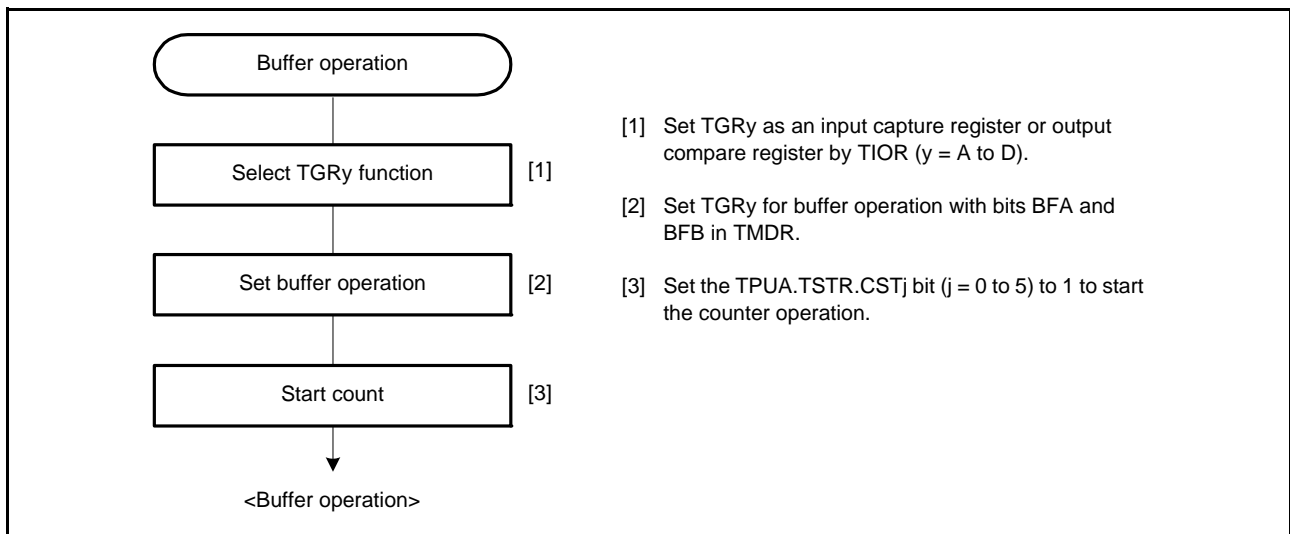 Buffer operation
Select TGRy function
[1]
Set buffer operation
[2]
Start count
[3]
<Buffer operation>
[1] Set TGRy as an input capture register or output
compare register by TIOR (y = A to D).
[2] Set TGRy for buffer operation with bits BFA and
BFB in TMDR.
[3] Set the TPUA.TSTR.CSTj bit (j = 0 to 5) to 1 to start
the counter operation.